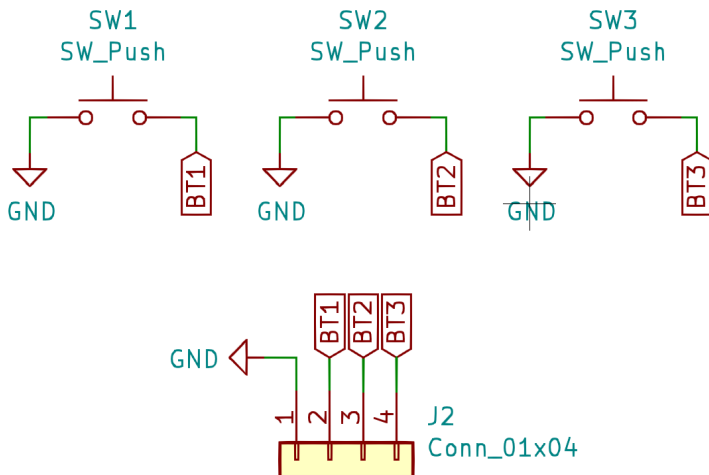 SW1
SW_Push
SW2
SW_Push
SW3
SW_Push
BT1
BT2
BT3
GND
GND
GND
BT1
BT2
BT3
GND
1
2
3
4
J2
Conn_01x04